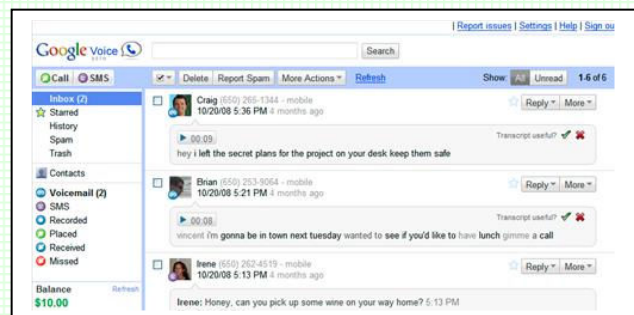 | Report issues | Settings | Help | Sign ou
Google Voice BETA
Search
Call SMS
Delete Report Spam More Actions Refresh Show: All Unread 1-6 of 6
Inbox (2)
Starred
History
Spam
Trash
Contacts
Voicemail (2)
SMS
Recorded
Placed
Received
Missed
Balance Refresh
$10.00
Craig (650) 265-1344 - mobile
10/20/08 5:36 PM 4 months ago
Reply More
00:09 Transcript useful?
hey i left the secret plans for the project on your desk keep them safe
Brian (650) 253-9064 - mobile
10/20/08 5:21 PM 4 months ago
Reply More
00:08 Transcript useful?
vincent i'm gonna be in town next tuesday wanted to see if you'd like to have lunch gimme a call
Irene (650) 262-4519 - mobile
10/20/08 5:13 PM 4 months ago
Reply More
Irene: Honey, can you pick up some wine on your way home? 5:13 PM